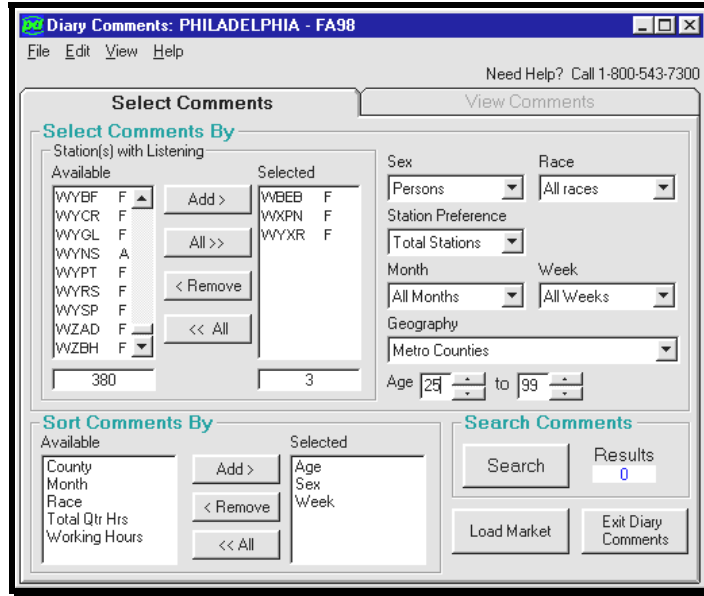 pd Diary Comments: PHILADELPHIA - FA98
File Edit View Help
Need Help? Call 1-800-543-7300
Select Comments
View Comments
Select Comments By
Station(s) with Listening
Available
WYBF F
WYCR F
WYGL F
WYNS A
WYPT F
WYRS F
WYSP F
WZAD F
WZBH F
380
Add >
All >>
< Remove
<< All
Selected
WBEB F
WXPN F
WYXR F
3
Sex
Persons
Race
All races
Station Preference
Total Stations
Month
All Months
Week
All Weeks
Geography
Metro Counties
Age 25 to 99
Sort Comments By
Available
County
Month
Race
Total Qtr Hrs
Working Hours
Add >
< Remove
<< All
Selected
Age
Sex
Week
Search Comments
Search
Results
0
Load Market
Exit Diary
Comments